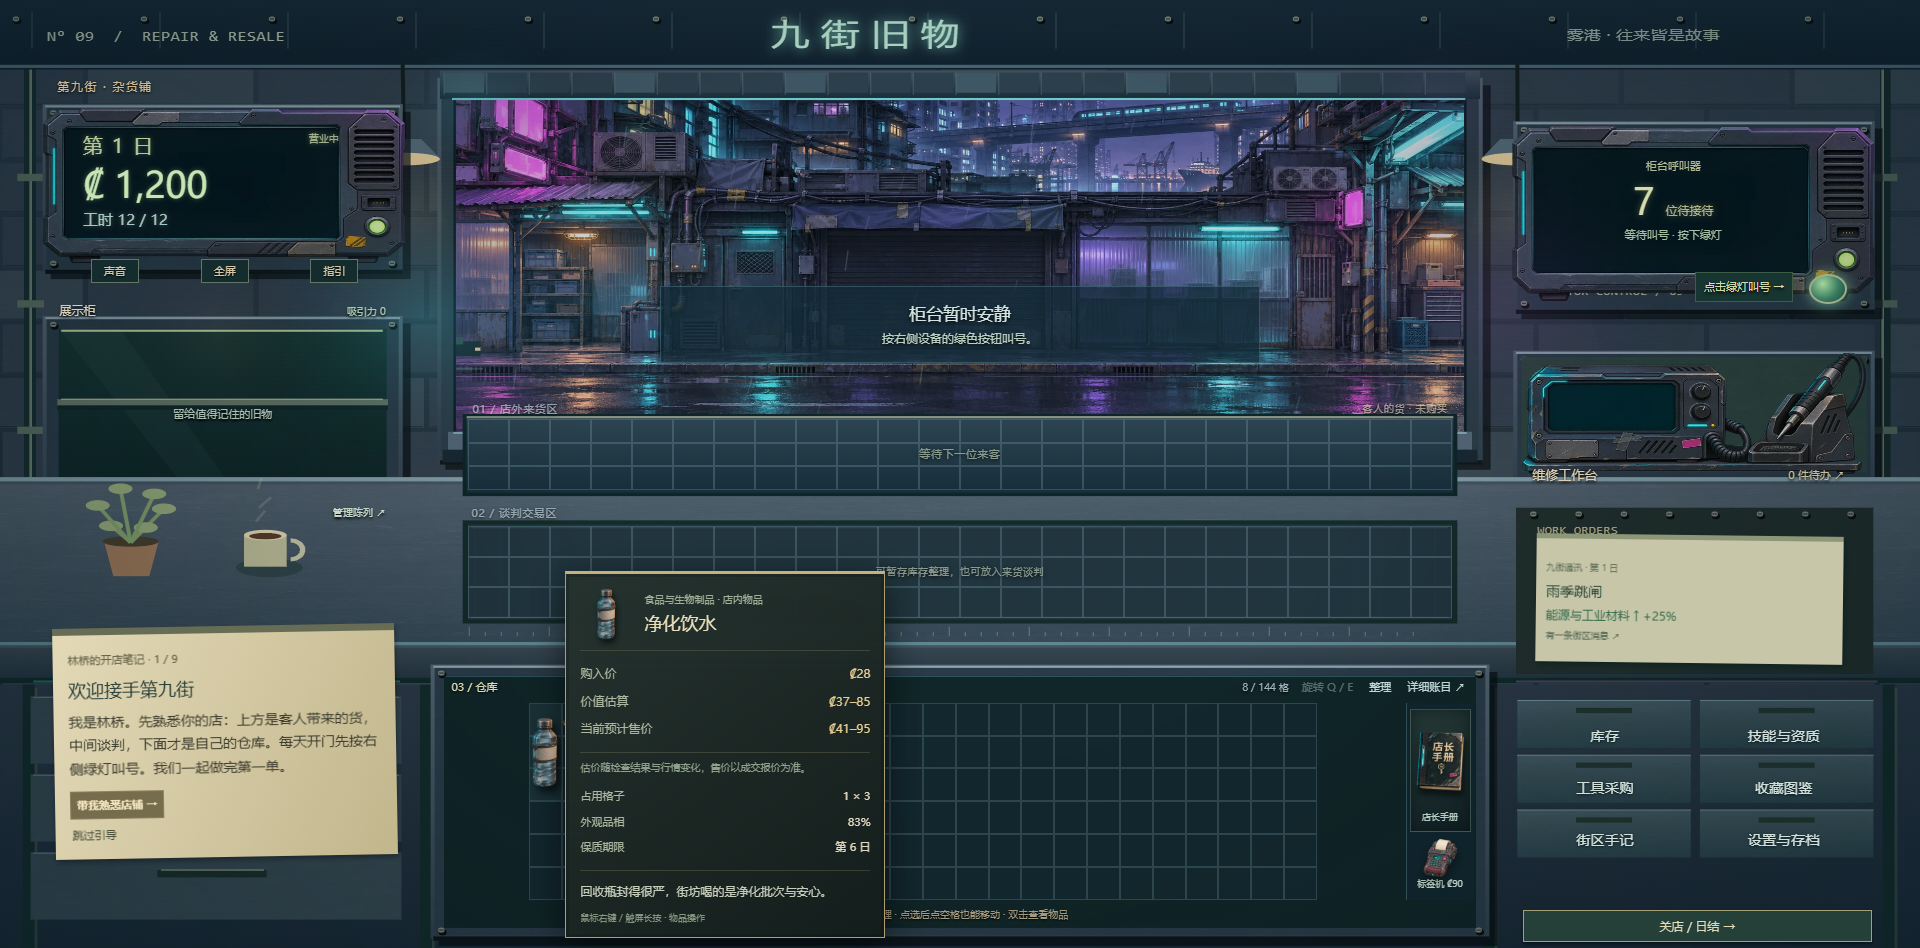 N° 09 / REPAIR & RESALE
九街旧物
雾港 · 往来皆是故事
第九街 · 杂货铺
第 1 日
营业中
₡ 1,200
工时 12 / 12
声音
全屏
指引
展示柜
吸引力 0
留给值得记住的旧物
管理陈列 ↗
柜台暂时安静
按右侧设备的绿色按钮叫号。
01 / 店外来货区
客人的货 · 未购买
等待下一位来客
02 / 谈判交易区
可暂存库存整理，也可放入来货谈判
柜台呼叫器
7 位待接待
等待叫号 · 按下绿灯
点击绿灯叫号 →
维修工作台
0 件待办 ↗
WORK ORDERS
九街通讯 · 第 1 日
雨季跳闸
能源与工业材料 ↑ +25%
有一条街区消息 ↗
林桥的开店笔记 · 1 / 9
欢迎接手第九街
我是林桥。先熟悉你的店：上方是客人带来的货，
中间谈判，下面才是自己的仓库。每天开门先按右
侧绿灯叫号。我们一起做完第一单。
带我熟悉店铺 →
跳过引导
03 / 仓库
8 / 144 格
旋转 Q / E
整理
详细账目 ↗
食品与生物制品 · 店内物品
净化饮水
购入价 ₡28
价值估算 ₡37–85
当前预计售价 ₡41–95
估价随检查结果与行情变化，售价以成交报价为准。
占用格子 1 × 3
外观品相 83%
保质期限 第 6 日
回收瓶封得很严，街坊喝的是净化批次与安心。
鼠标右键 / 触屏长按 · 物品操作
理 · 点选后点空格也能移动 · 双击查看物品
店长
手册
店长手册
标签机 ₡90
库存
技能与资质
工具采购
收藏图鉴
街区手记
设置与存档
关店 / 日结 →